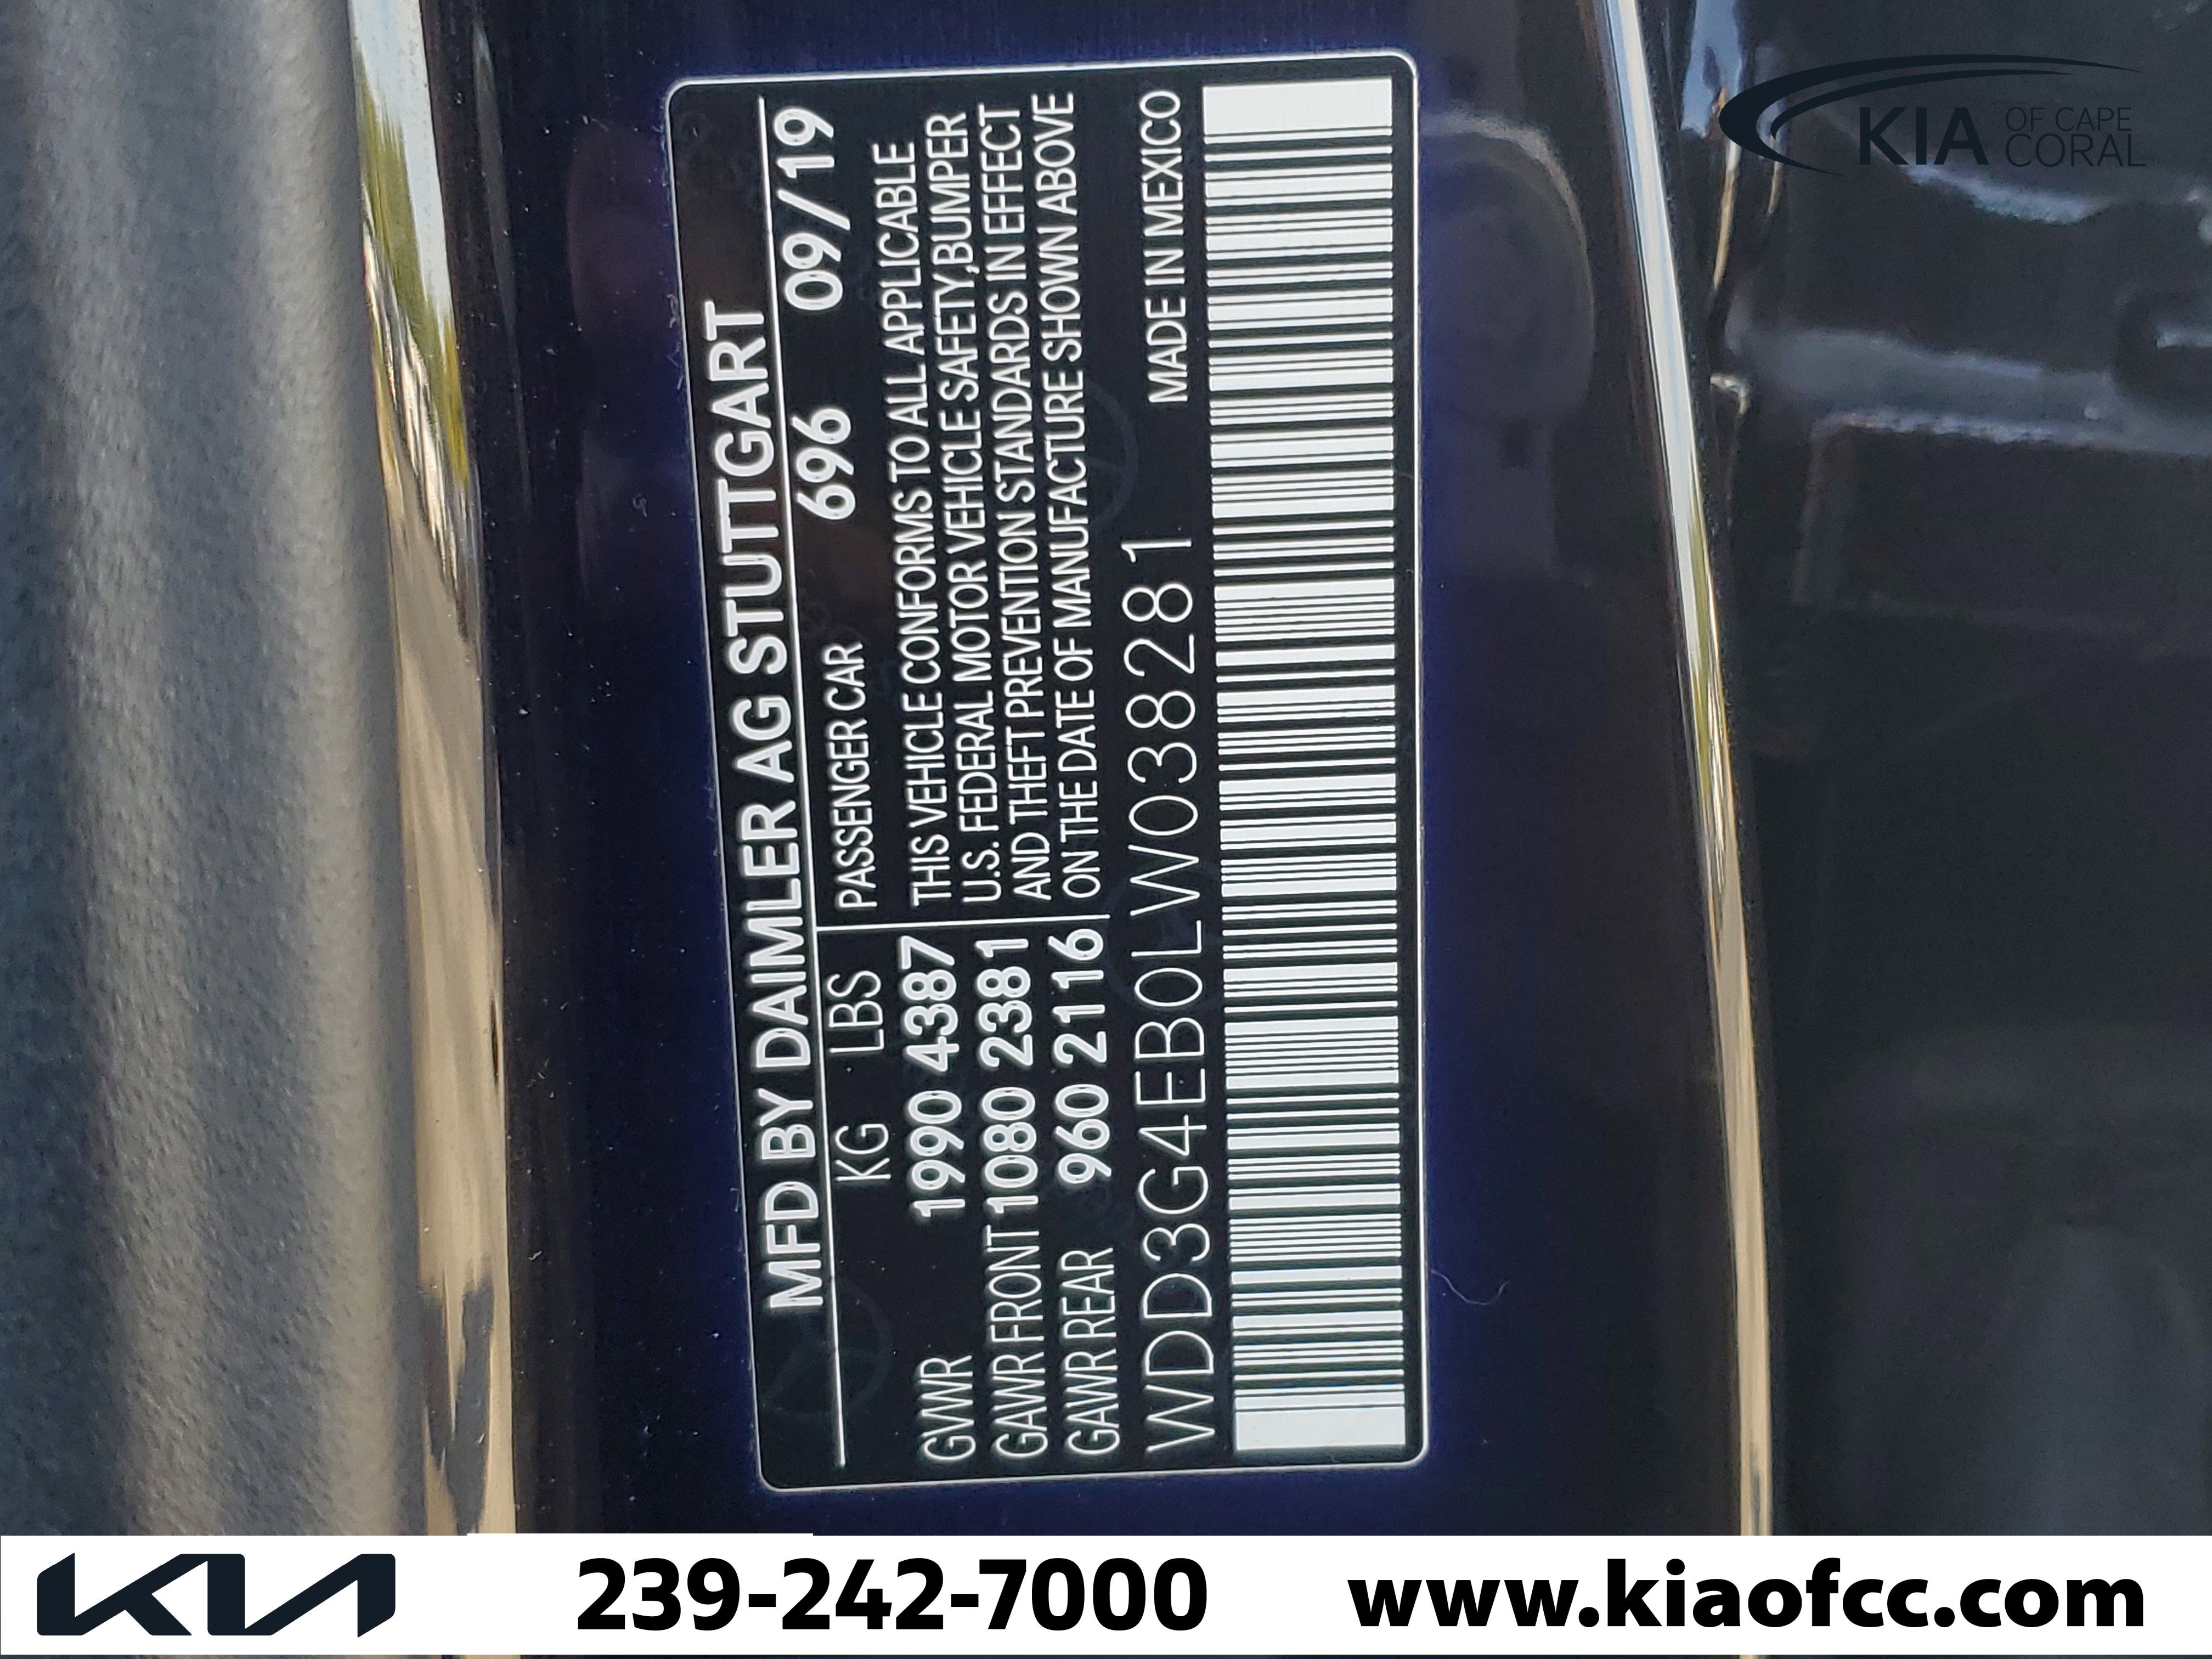 MFD BY DAIMLER AG STUTTGART
KG LBS
PASSENGER CAR 696 09/19
GVWR 1990 4387
GAWR FRONT 1080 2381
GAWR REAR 960 2116
THIS VEHICLE CONFORMS TO ALL APPLICABLE
U.S. FEDERAL MOTOR VEHICLE SAFETY,BUMPER
AND THEFT PREVENTION STANDARDS IN EFFECT
ON THE DATE OF MANUFACTURE SHOWN ABOVE
WDD3G4EB0LW038281 MADE IN MEXICO
KIA OF CAPE
CORAL
KIA 239-242-7000 www.kiaofcc.com